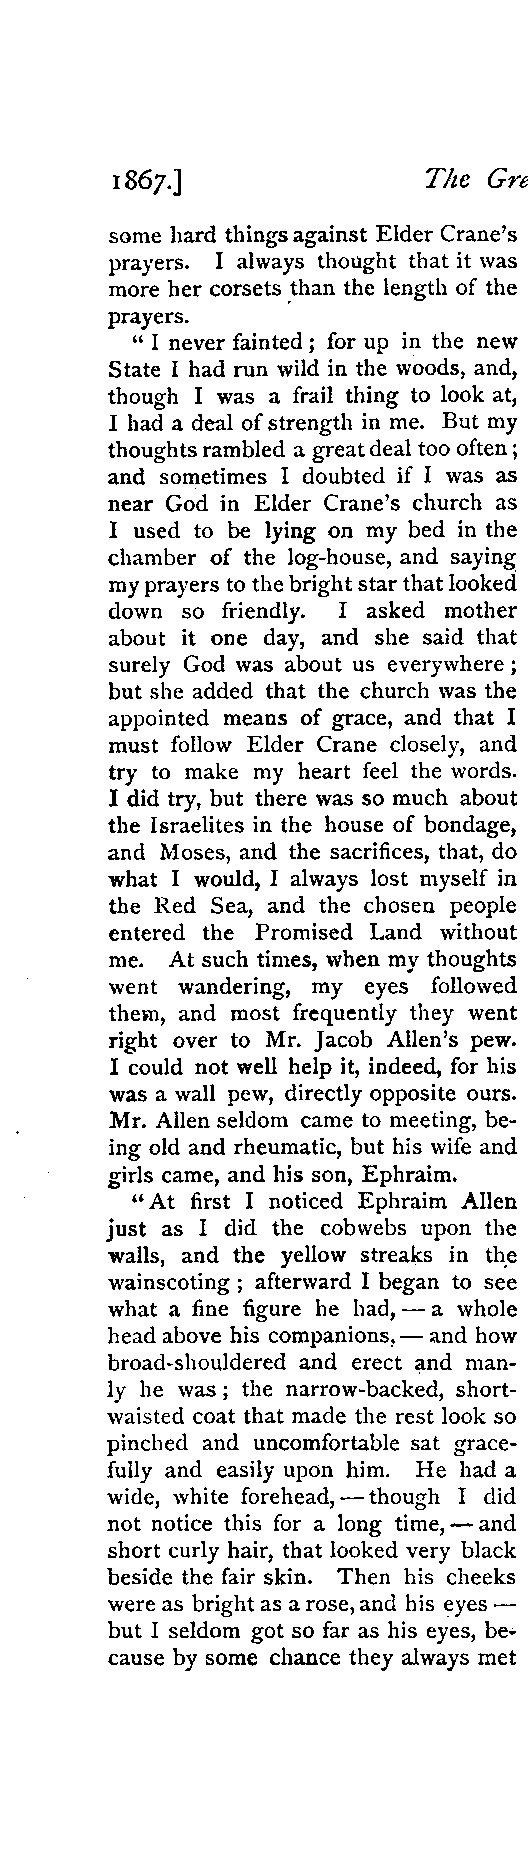 1867.] The Gre
some hard things against Elder Crane's
prayers. I always thought that it was
more her corsets than the length of the
prayers.
" I never fainted ; for up in the new
State I had run wild in the woods, and,
though I was a frail thing to look at,
I had a deal of strength in me. But my
thoughts rambled a great deal too often ;
and sometimes I doubted if I was as
near God in Elder Crane's church as
I used to be lying on my bed in the
chamber of the log-house, and saying
my prayers to the bright star that looked
down so friendly. I asked mother
about it one day, and she said that
surely God was about us everywhere ;
but she added that the church was the
appointed means of grace, and that I
must follow Elder Crane closely, and
try to make my heart feel the words.
I did try, but there was so much about
the Israelites in the house of bondage,
and Moses, and the sacrifices, that, do
what I would, I always lost myself in
the Red Sea, and the chosen people
entered the Promised Land without
me. At such times, when my thoughts
went wandering, my eyes followed
them, and most frequently they went
right over to Mr. Jacob Allen's pew.
I could not well help it, indeed, for his
was a wall pew, directly opposite ours.
Mr. Allen seldom came to meeting, be-
ing old and rheumatic, but his wife and
girls came, and his son, Ephraim.
" At first I noticed Ephraim Allen
just as I did the cobwebs upon the
walls, and the yellow streaks in the
wainscoting ; afterward I began to see
what a fine figure he had, — a whole
head above his companions, — and how
broad-shouldered and erect and man-
ly he was ; the narrow-backed, short-
waisted coat that made the rest look so
pinched and uncomfortable sat grace-
fully and easily upon him. He had a
wide, white forehead, — though I did
not notice this for a long time, — and
short curly hair, that looked very black
beside the fair skin. Then his cheeks
were as bright as a rose, and his eyes —
but I seldom got so far as his eyes, be-
cause by some chance they always met